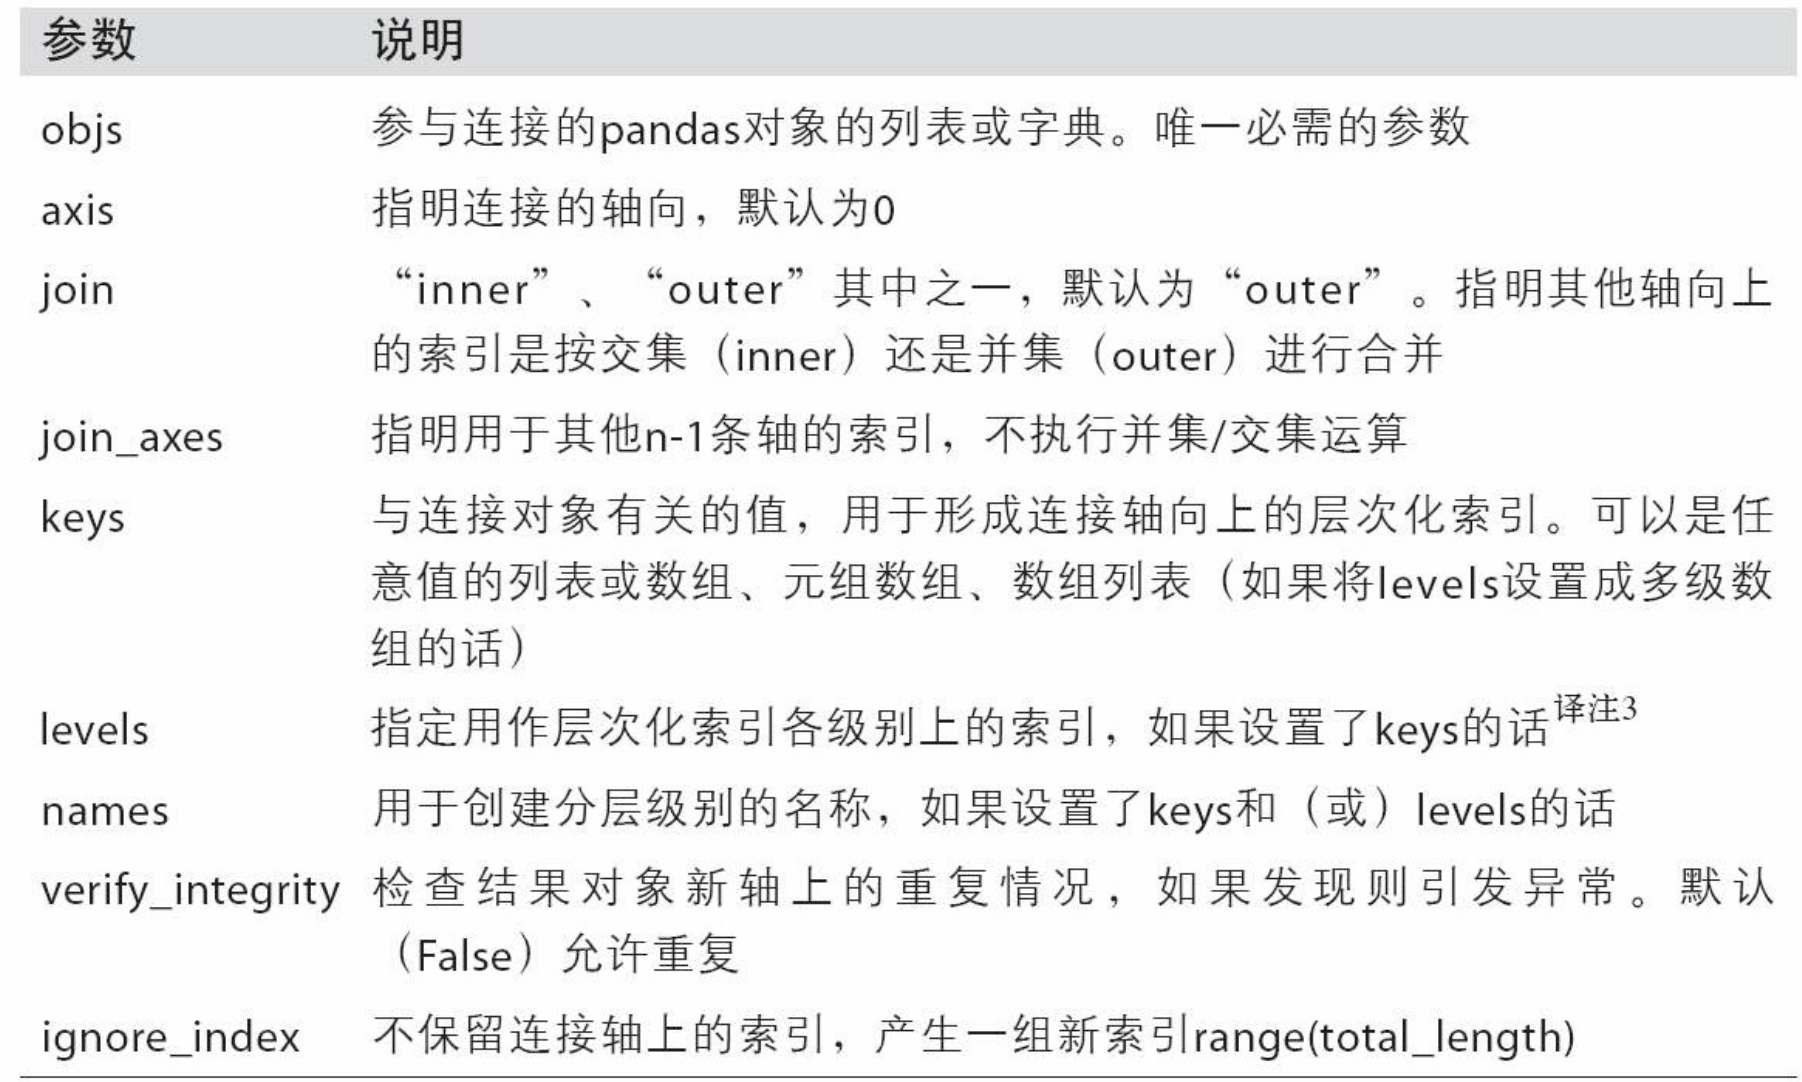 参数 说明
objs 参与连接的pandas对象的列表或字典。唯一必需的参数
axis 指明连接的轴向，默认为0
join “inner”、“outer”其中之一，默认为“outer”。指明其他轴向上
的索引是按交集（inner）还是并集（outer）进行合并
join_axes 指明用于其他n-1条轴的索引，不执行并集/交集运算
keys 与连接对象有关的值，用于形成连接轴向上的层次化索引。可以是任
意值的列表或数组、元组数组、数组列表（如果将levels设置成多级数
组的话）
levels 指定用作层次化索引各级别上的索引，如果设置了keys的话译注3
names 用于创建分层级别的名称，如果设置了keys和（或）levels的话
verify_integrity 检查结果对象新轴上的重复情况，如果发现则引发异常。默认
（False）允许重复
ignore_index 不保留连接轴上的索引，产生一组新索引range(total_length)